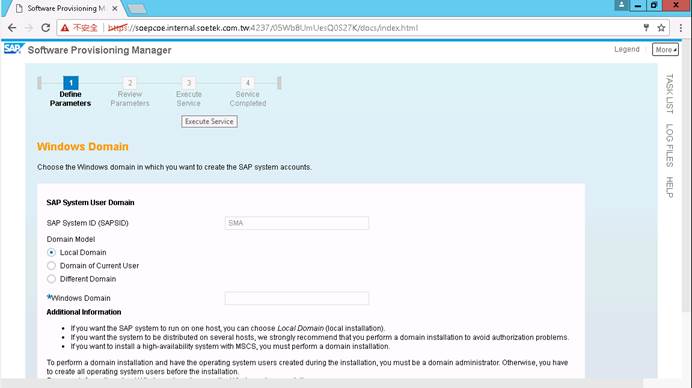 SAP Software Provisioning M
不安全 https://soepcoe.internal.soetek.com.tw:4237/05Wb8UmUesQ0S27K/docs/index.html
SAP Software Provisioning Manager
Legend More
1 2 3 4
Define Parameters
Review Parameters
Execute Service
Service Completed
Execute Service
TASK LIST
LOG FILES
HELP
Windows Domain
Choose the Windows domain in which you want to create the SAP system accounts.
SAP System User Domain
SAP System ID (SAPSID) SMA
Domain Model
Local Domain
Domain of Current User
Different Domain
*Windows Domain
Additional Information
• If you want the SAP system to run on one host, you can choose Local Domain (local installation).
• If you want the system to be distributed on several hosts, we strongly recommend that you perform a domain installation to avoid authorization problems.
• If you want to install a high-availability system with MSCS, you must perform a domain installation.
To perform a domain installation and have the operating system users created during the installation, you must be a domain administrator. Otherwise, you have
to create all operating system users before the installation.